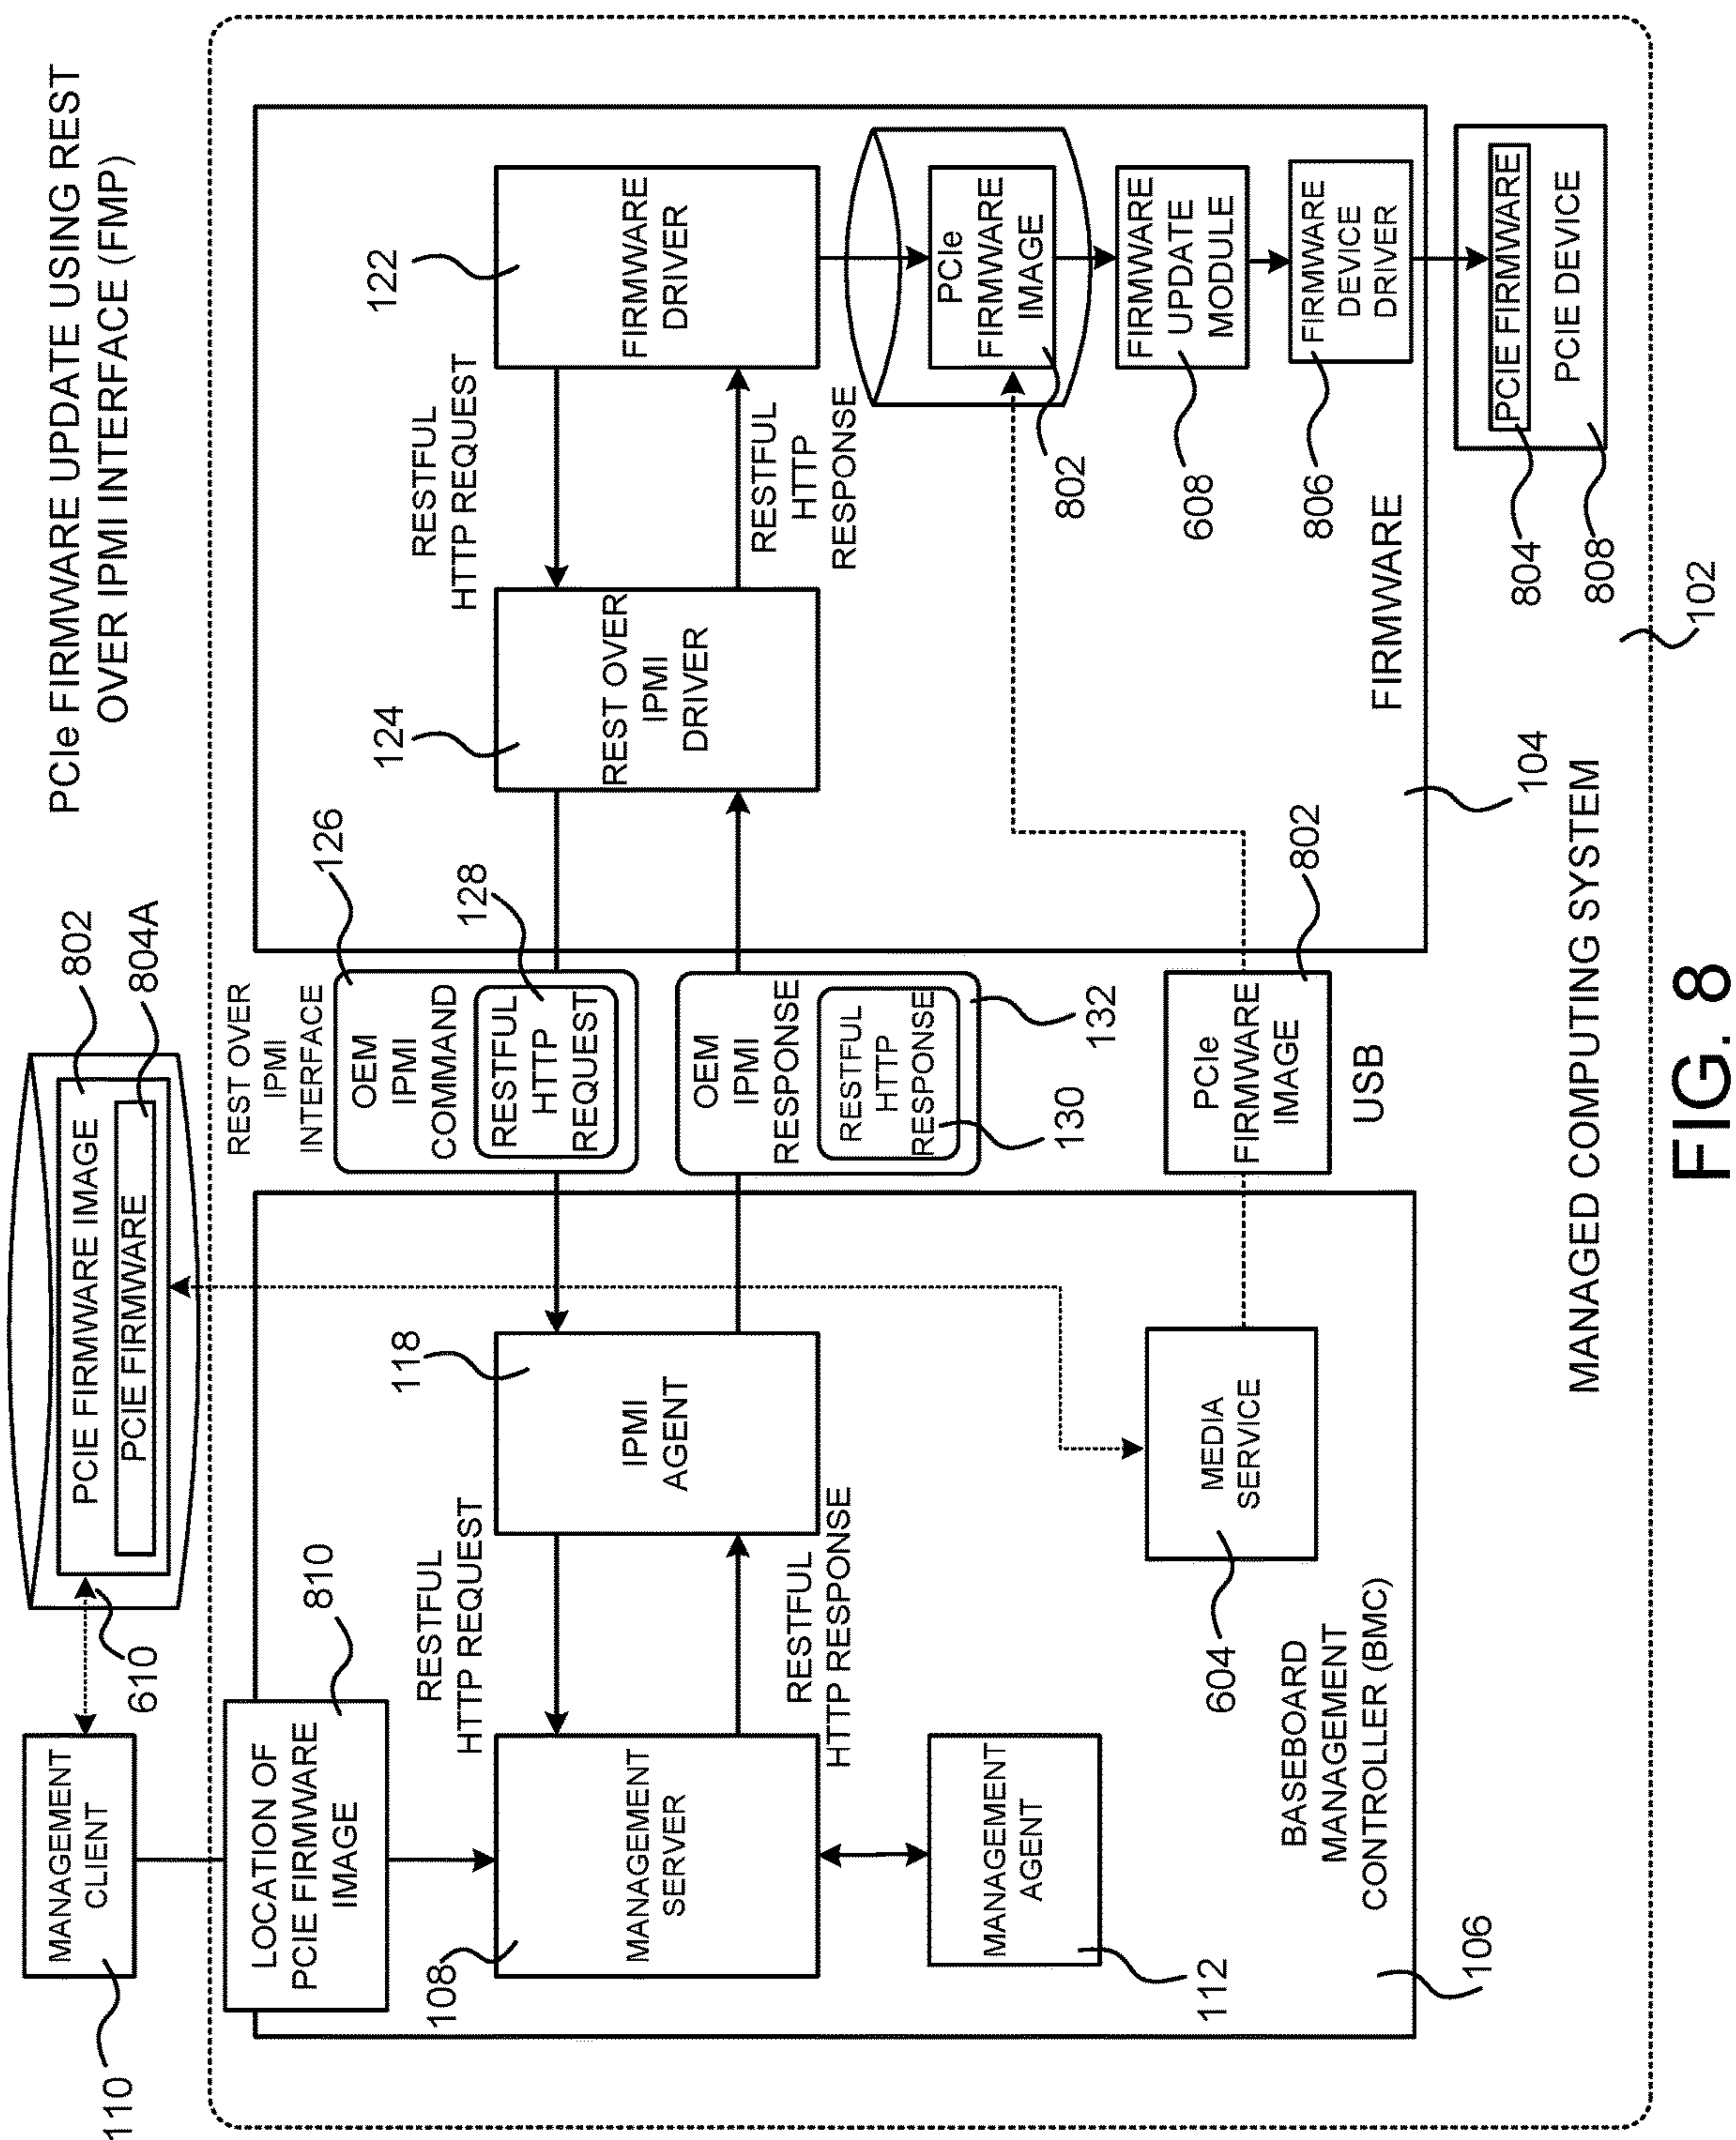 PCIe FIRMWARE UPDATE USING REST
OVER IPMI INTERFACE (FMP)
110
MANAGEMENT
CLIENT
610
PCIE FIRMWARE IMAGE
PCIE FIRMWARE
802
804A
LOCATION OF
PCIE FIRMWARE
IMAGE
810
REST OVER
IPMI
INTERFACE
126
OEM
IPMI
COMMAND
128
RESTFUL
HTTP
REQUEST
108
MANAGEMENT
SERVER
RESTFUL
HTTP REQUEST
RESTFUL
HTTP RESPONSE
118
IPMI
AGENT
OEM
IPMI
RESPONSE
RESTFUL
HTTP
RESPONSE
130
132
124
REST OVER
IPMI
DRIVER
RESTFUL
HTTP REQUEST
RESTFUL
HTTP
RESPONSE
122
FIRMWARE
DRIVER
MANAGEMENT
AGENT
112
604
MEDIA
SERVICE
PCIe
FIRMWARE
IMAGE
802
USB
PCIe
FIRMWARE
IMAGE
802
FIRMWARE
UPDATE
MODULE
608
FIRMWARE
DEVICE
DRIVER
806
BASEBOARD
MANAGEMENT
CONTROLLER (BMC)
106
FIRMWARE
104
PCIE FIRMWARE
PCIE DEVICE
804
808
MANAGED COMPUTING SYSTEM
102
FIG. 8